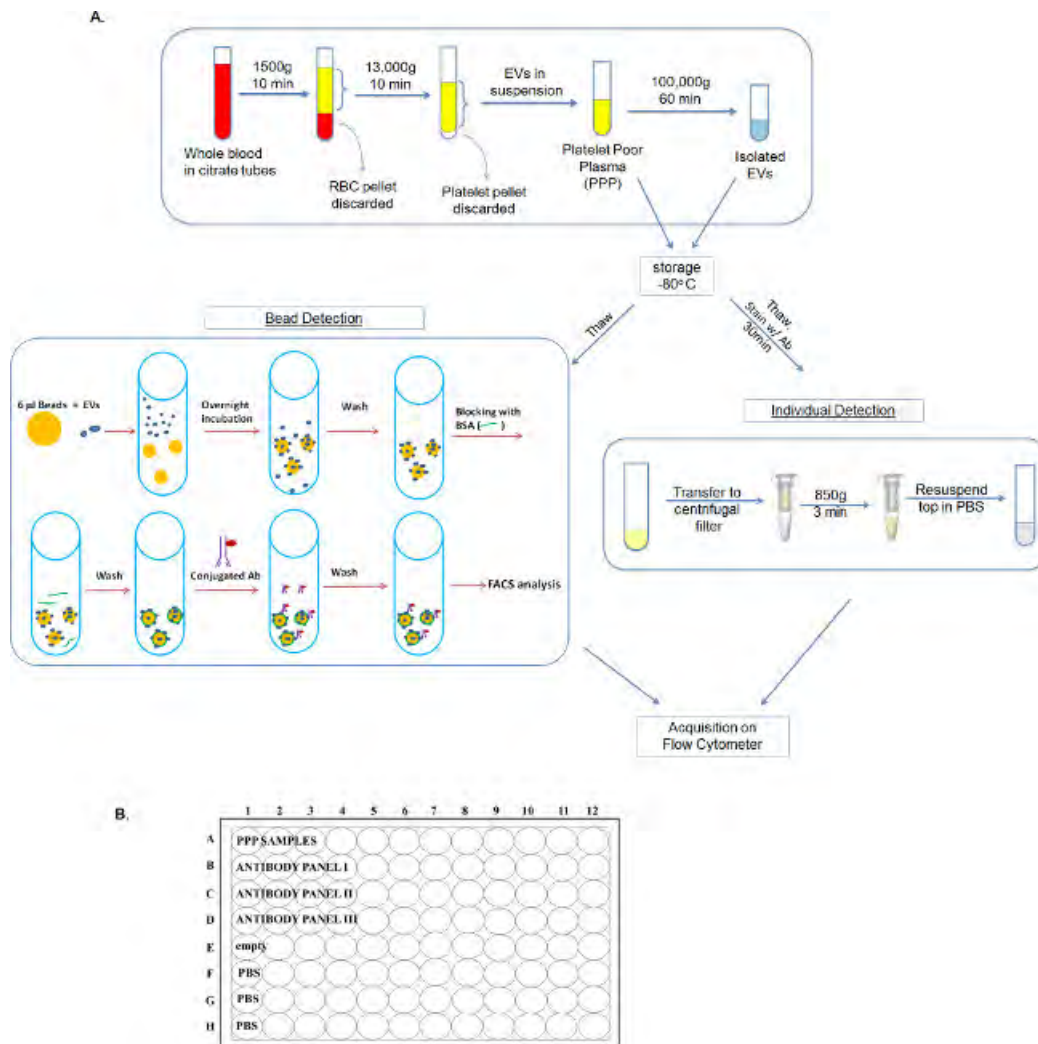 A.
1500g
10 min
13,000g
10 min
EVs in
suspension
100,000g
60 min
Whole blood
in citrate tubes
RBC pellet
discarded
Platelet pellet
discarded
Platelet Poor
Plasma
(PPP)
Isolated
EVs
storage
-80°C
Thaw
Thaw,
Stain w/ Ab
30min
Bead Detection
6 µl Beads + EVs
Overnight
incubation
Wash
Blocking with
BSA ( )
Wash
Conjugated Ab
Wash
FACS analysis
Individual Detection
Transfer to
centrifugal
filter
850g
3 min
Resuspend
top in PBS
Acquisition on
Flow Cytometer
B.
1 2 3 4 5 6 7 8 9 10 11 12
A PPP SAMPLES
B ANTIBODY PANEL I
C ANTIBODY PANEL II
D ANTIBODY PANEL III
E empty
F PBS
G PBS
H PBS